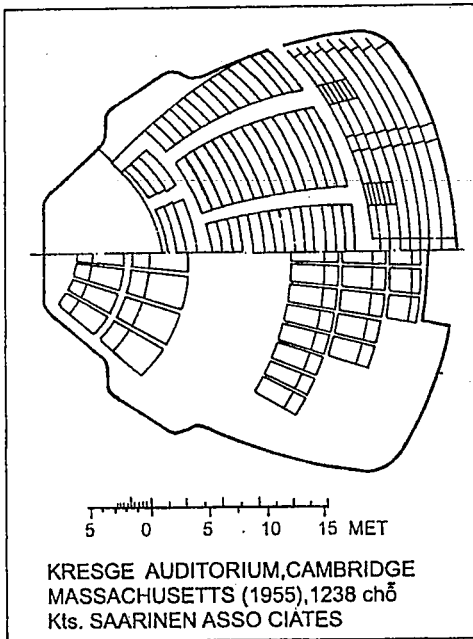 5 0 5 10 15 MET
KRESGE AUDITORIUM,CAMBRIDGE
MASSACHUSETTS (1955),1238 chỗ
Kts. SAARINEN ASSO CIATES